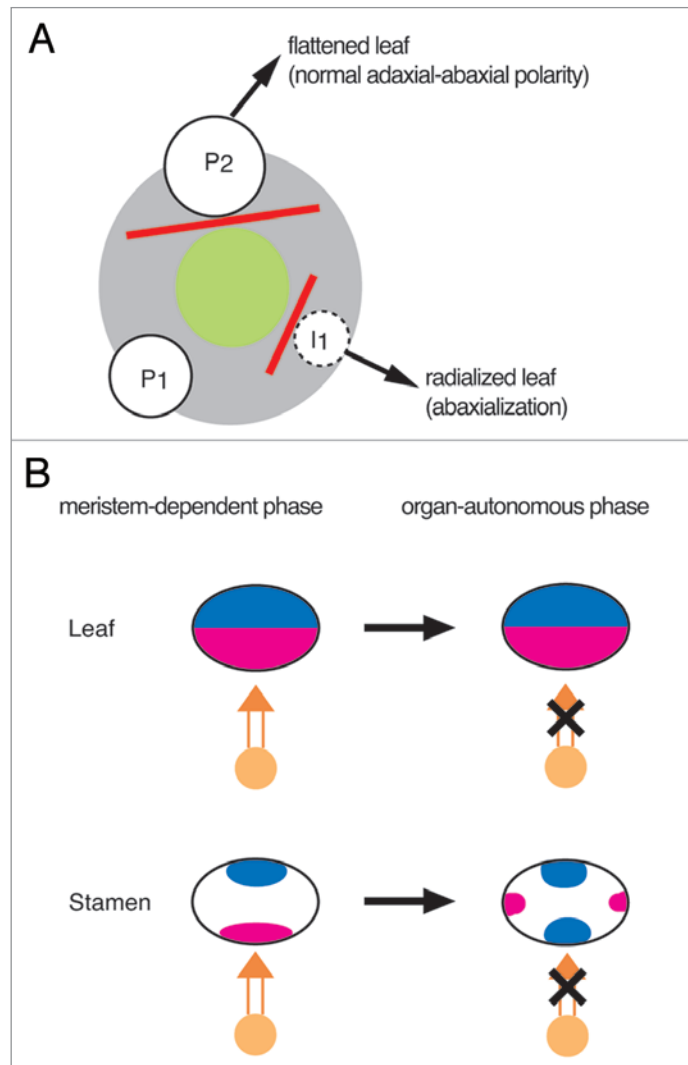 A
flattened leaf
(normal adaxial-abaxial polarity)
P2
I1
P1
radialized leaf
(abaxialization)
B
meristem-dependent phase organ-autonomous phase
Leaf
Stamen